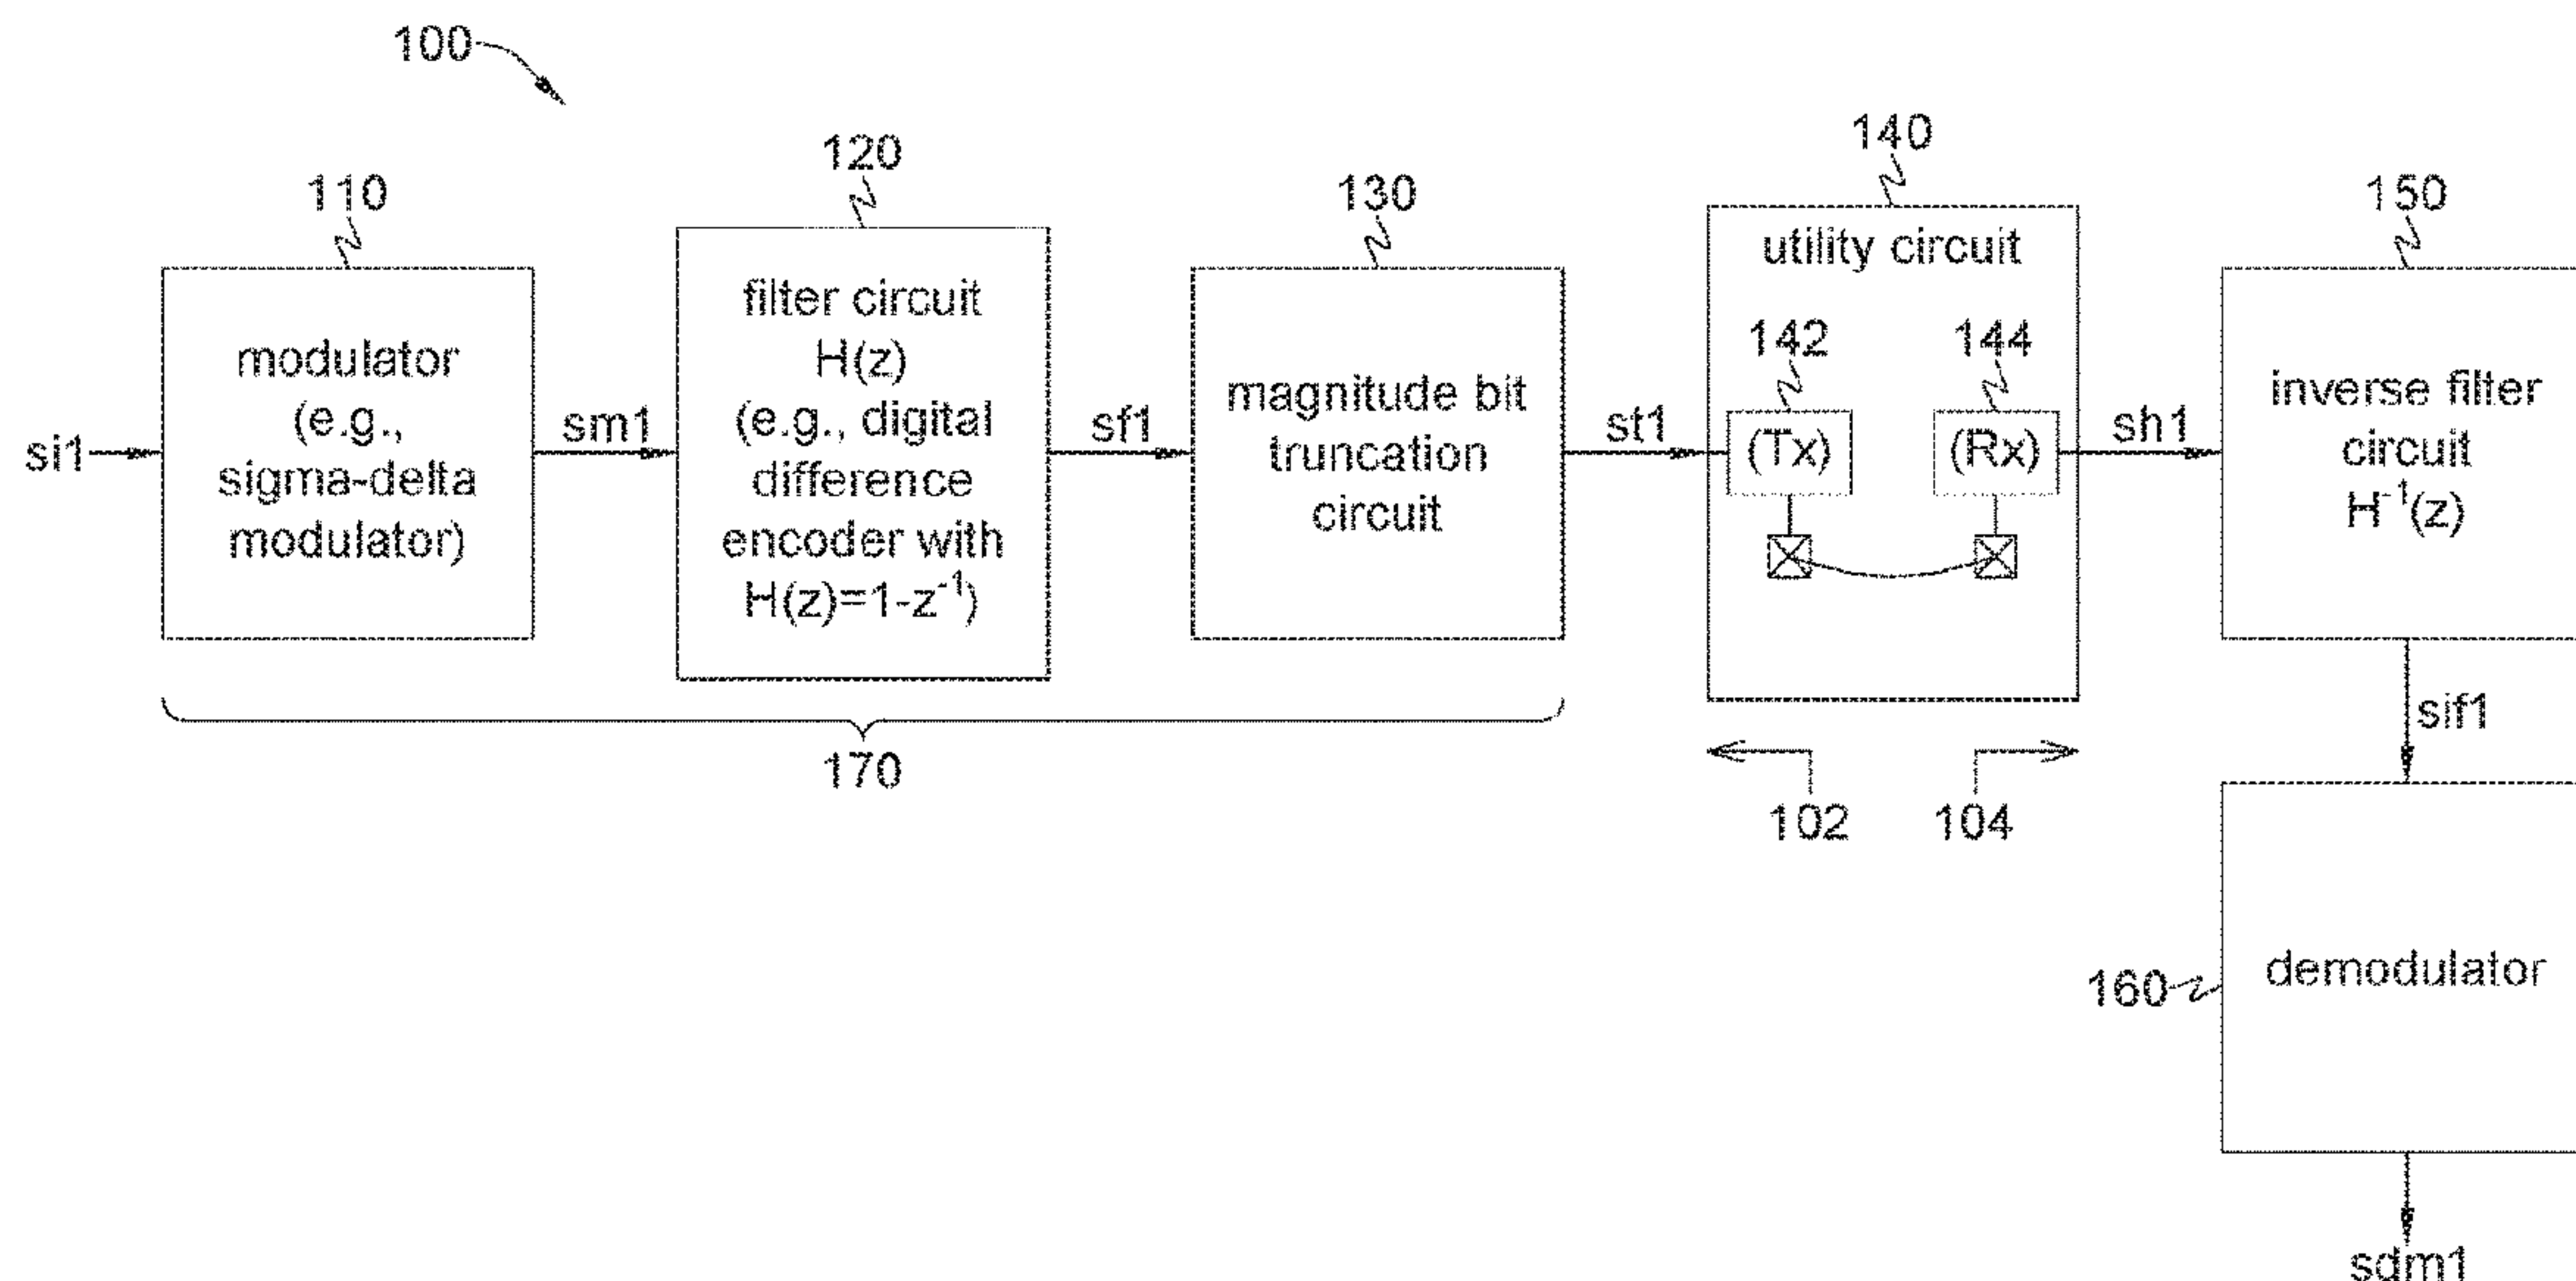 100
110
120
130
140
150
si1
modulator
(e.g.,
sigma-delta
modulator)
sm1
filter circuit
H(z)
(e.g., digital
difference
encoder with
H(z)=1-z⁻¹)
sf1
magnitude bit
truncation
circuit
st1
utility circuit
142
144
(Tx)
(Rx)
sh1
inverse filter
circuit
H⁻¹(z)
170
102
104
sif1
160
demodulator
sdm1